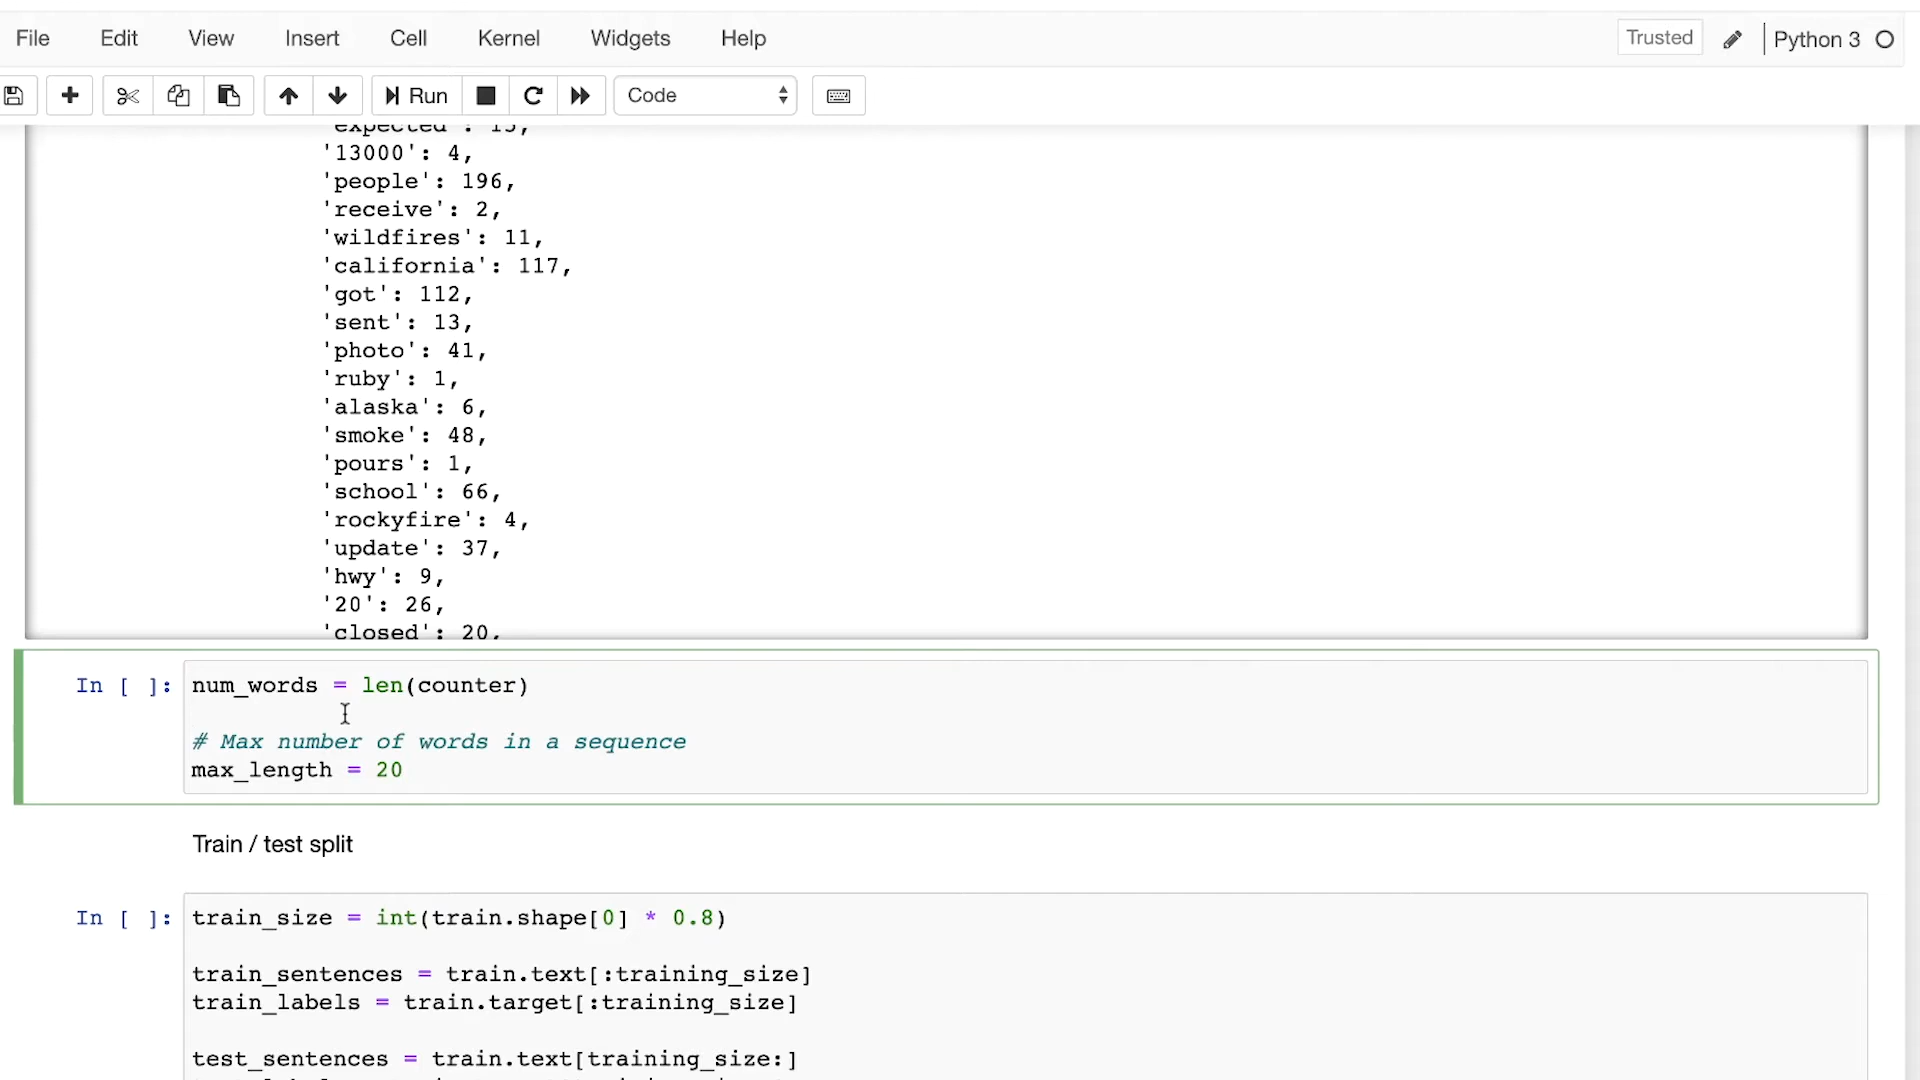 File Edit View Insert Cell Kernel Widgets Help Trusted Python 3
Run Code
'expected': 15,
'13000': 4,
'people': 196,
'receive': 2,
'wildfires': 11,
'california': 117,
'got': 112,
'sent': 13,
'photo': 41,
'ruby': 1,
'alaska': 6,
'smoke': 48,
'pours': 1,
'school': 66,
'rockyfire': 4,
'update': 37,
'hwy': 9,
'20': 26,
'closed': 20,
In [ ]: num_words = len(counter)
# Max number of words in a sequence
max_length = 20
Train / test split
In [ ]: train_size = int(train.shape[0] * 0.8)
train_sentences = train.text[:training_size]
train_labels = train.target[:training_size]
test_sentences = train.text[training_size:]